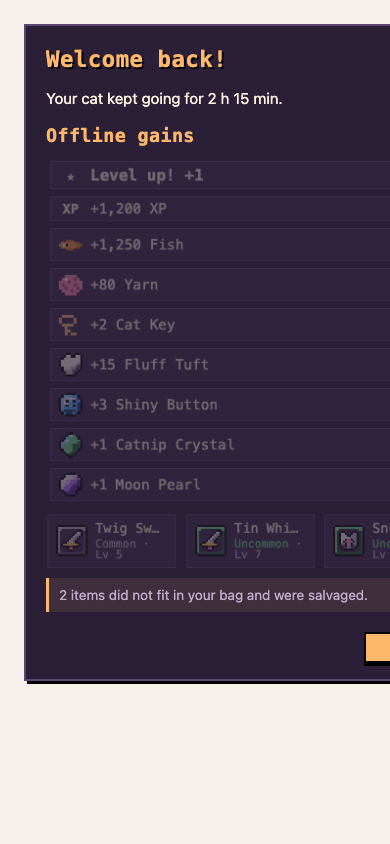 Welcome back!
Your cat kept going for 2 h 15 min.
Offline gains
Level up! +1
XP +1,200 XP
+1,250 Fish
+80 Yarn
+2 Cat Key
+15 Fluff Tuft
+3 Shiny Button
+1 Catnip Crystal
+1 Moon Pearl
Twig Sw…
Common ·
Lv 5
Tin Whi…
Uncommon ·
Lv 7
Lv
2 items did not fit in your bag and were salvaged.